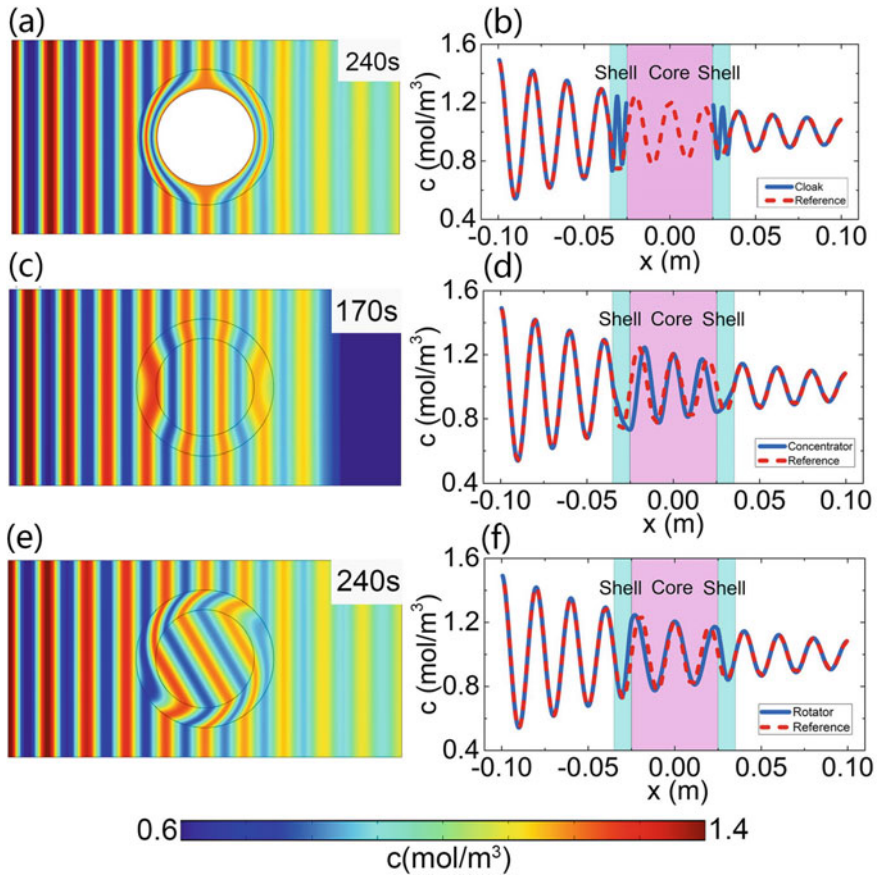 (a)
240s
(b)
1.6
1.2
0.8
0.4
c (mol/m³)
Shell Core Shell
Cloak
Reference
-0.10 -0.05 0.00 0.05 0.10
x (m)
(c)
170s
(d)
1.6
1.2
0.8
0.4
c (mol/m³)
Shell Core Shell
Concentrator
Reference
-0.10 -0.05 0.00 0.05 0.10
x (m)
(e)
240s
(f)
1.6
1.2
0.8
0.4
c (mol/m³)
Shell Core Shell
Rotator
Reference
-0.10 -0.05 0.00 0.05 0.10
x (m)
0.6 1.4
c(mol/m³)